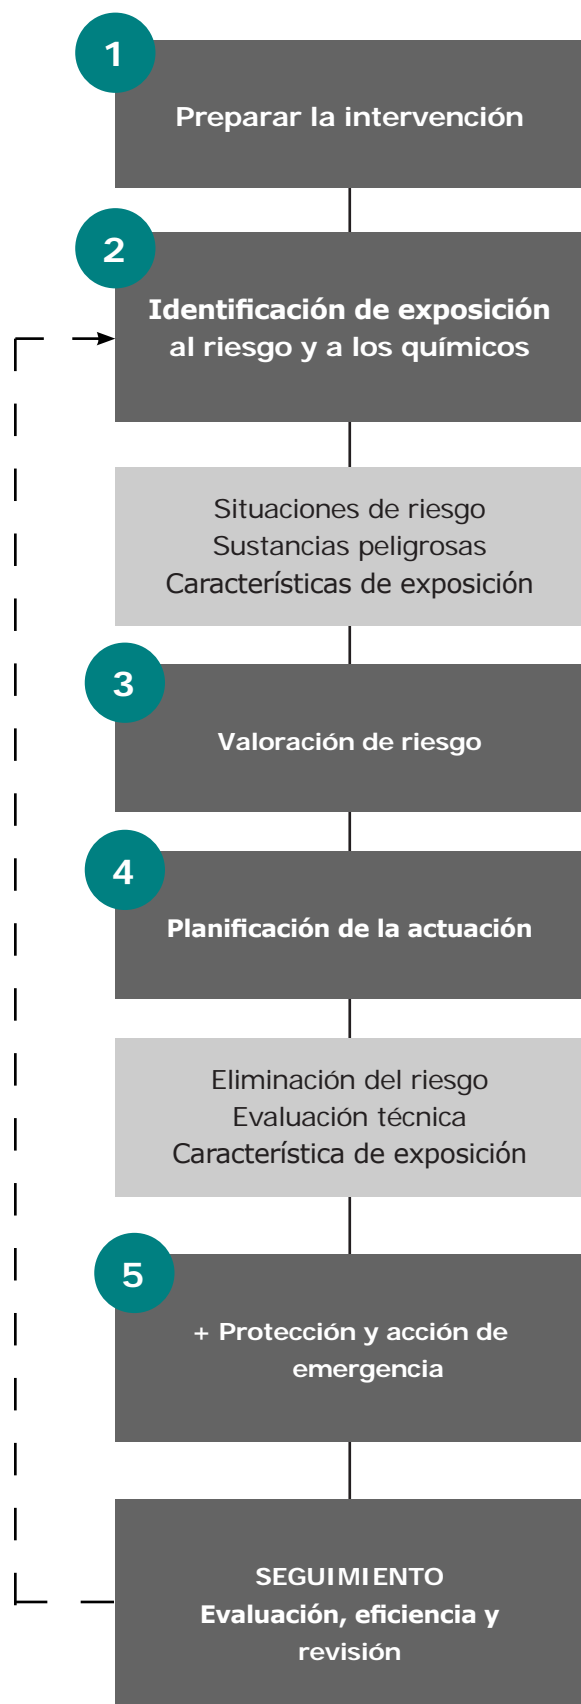 1
Preparar la intervención
2
Identificación de exposición
al riesgo y a los químicos
Situaciones de riesgo
Sustancias peligrosas
Características de exposición
3
Valoración de riesgo
4
Planificación de la actuación
Eliminación del riesgo
Evaluación técnica
Característica de exposición
5
+ Protección y acción de
emergencia
SEGUIMIENTO
Evaluación, eficiencia y
revisión